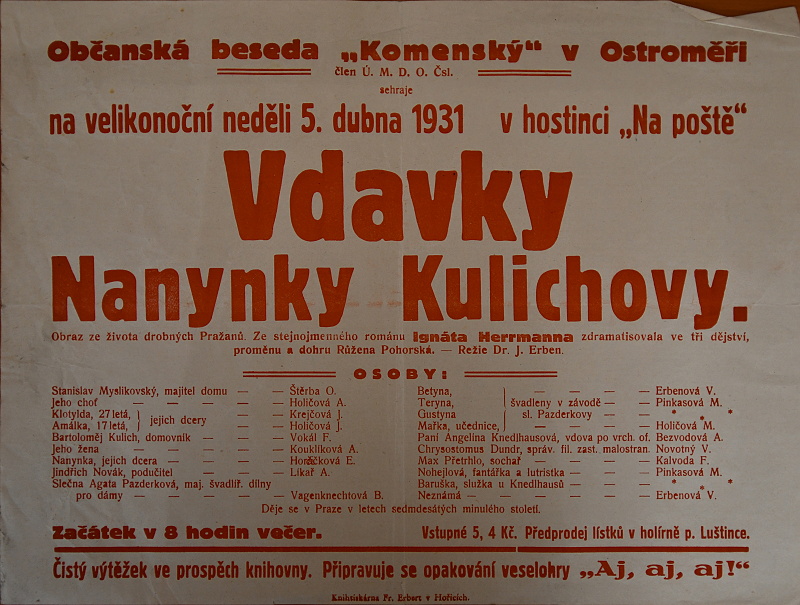 Občanská beseda „Komenský“ v Ostroměři
člen Ú. M. D. O. Čsl.
sehraje
na velikonoční neděli 5. dubna 1931 v hostinci „Na poště“
Vdavky
Nanynky Kulichovy.
Obraz ze života drobných Pražanů. Ze stejnojmenného románu Ignáta Herrmanna zdramatisovala ve tři dějství,
proměnu a dohru Růžena Pohorská. — Režie Dr. J. Erben.
OSOBY:
Stanislav Myslikovský, majitel domu — — Štěrba O.
Jeho choť — — — — — Holičová A.
Klotylda, 27 letá, } jejich dcery — — Krejčová J.
Amálka, 17 letá, — — Holičová J.
Bartoloměj Kulich, domovník — — — Vokál F.
Jeho žena — — — — — Kouklíková A.
Nanynka, jejich dcera — — — — Horáčková E.
Jindřich Novák, podučitel — — — — Líkař A.
Slečna Agata Pazderková, maj. švadlíř. dílny
pro dámy — — — — — Vagenknechtová B.
Betyna, — — — — Erbenová V.
Teryna, švadleny v závodě — — Pinkasová M.
Gustyna sl. Pazderkovy — — * * *
Mařka, učednice, — — — — Holičová M.
Paní Angelina Knedlhausová, vdova po vrch. of. Bezvodová A.
Chrysostomus Dundr, správ. fil. zast. malostran. Novotný V.
Max Přetrhlo, sochař — — — — Kalvoda F.
Nohejlová, fantářka a lutristka — — — Pinkasová M.
Baruška, služka u Knedlhausů — — — * * *
Neznámá — — — — — — Erbenová V.
Děje se v Praze v letech sedmdesátých minulého století.
Začátek v 8 hodin večer. Vstupné 5, 4 Kč. Předprodej lístků v holírně p. Luštince.
Čistý výtěžek ve prospěch knihovny. Připravuje se opakování veselohry „Aj, aj, aj!“
Knihtiskárna Fr. Erbert v Hořicích.